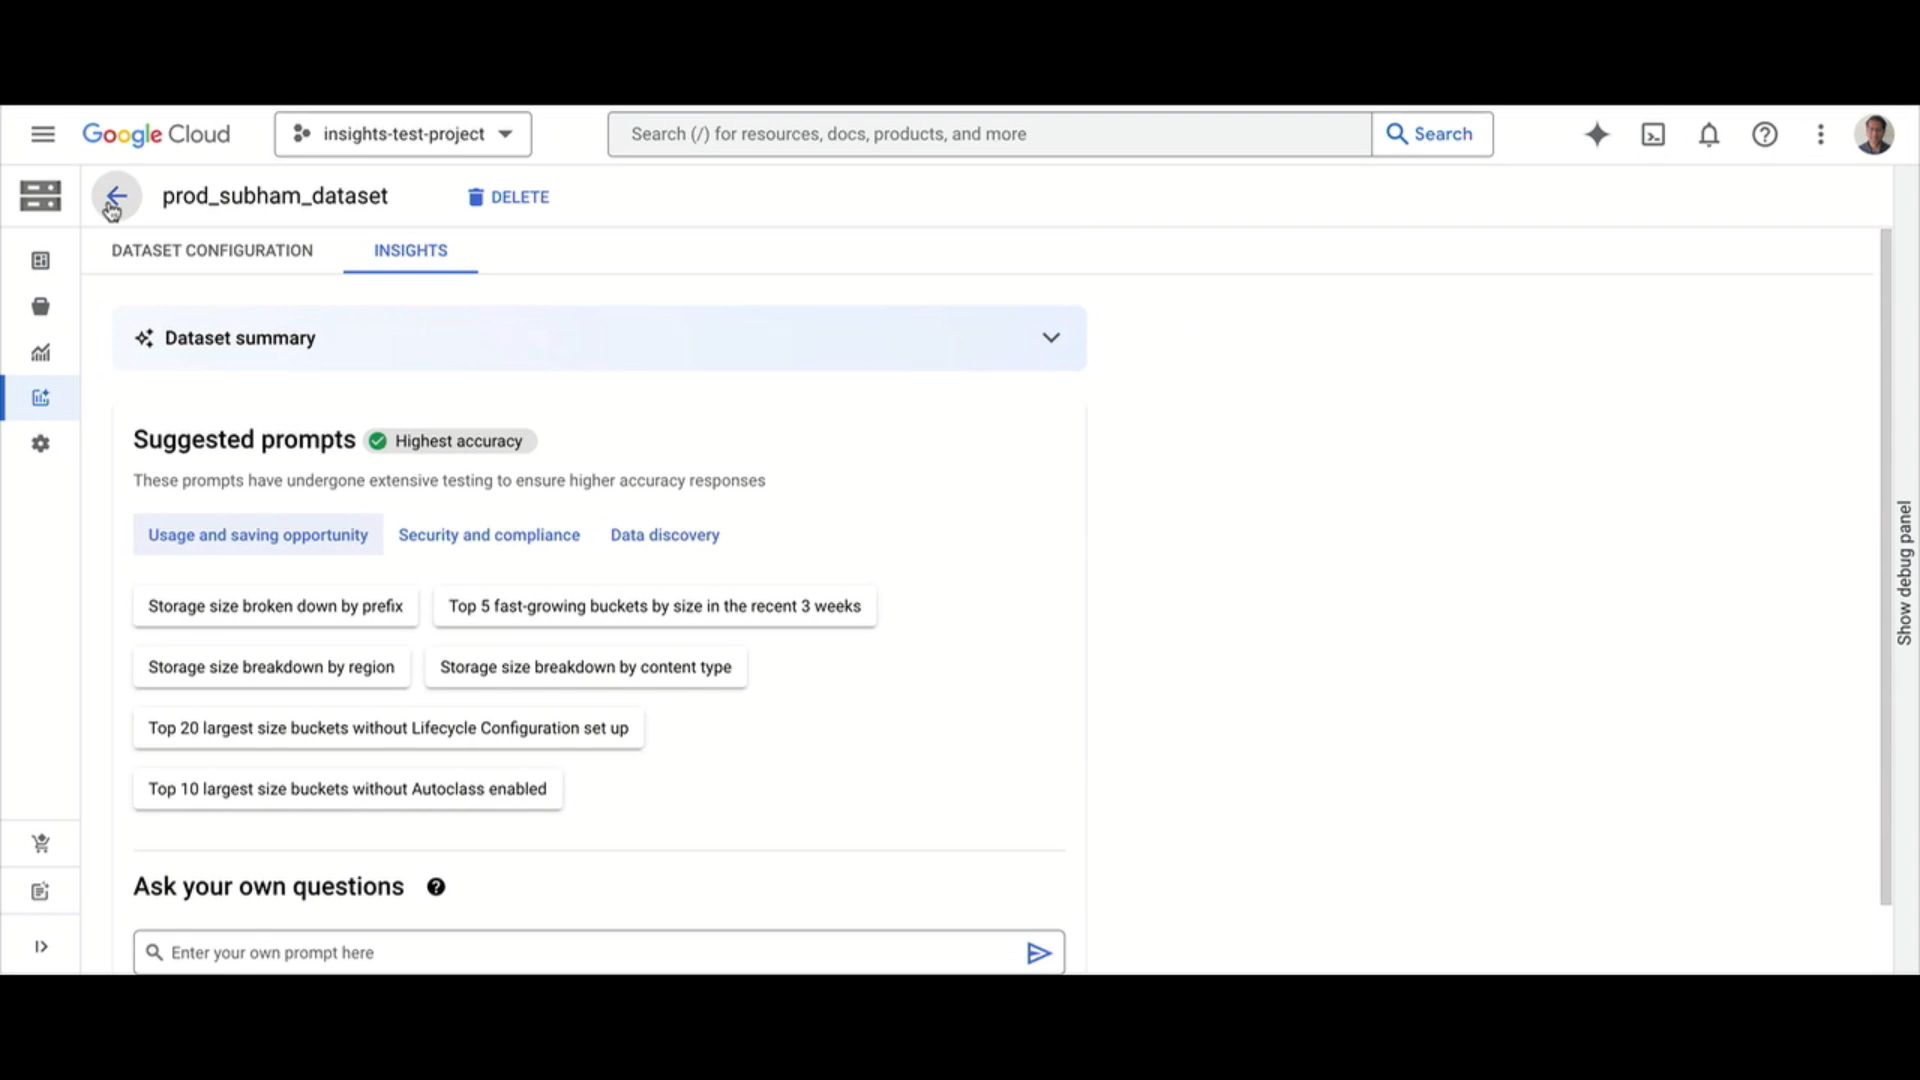 Google Cloud
insights-test-project
Search (/) for resources, docs, products, and more
Search
prod_subham_dataset
DELETE
DATASET CONFIGURATION
INSIGHTS
Dataset summary
Suggested prompts
Highest accuracy
These prompts have undergone extensive testing to ensure higher accuracy responses
Usage and saving opportunity
Security and compliance
Data discovery
Storage size broken down by prefix
Top 5 fast-growing buckets by size in the recent 3 weeks
Storage size breakdown by region
Storage size breakdown by content type
Top 20 largest size buckets without Lifecycle Configuration set up
Top 10 largest size buckets without Autoclass enabled
Ask your own questions
Enter your own prompt here
Show debug panel